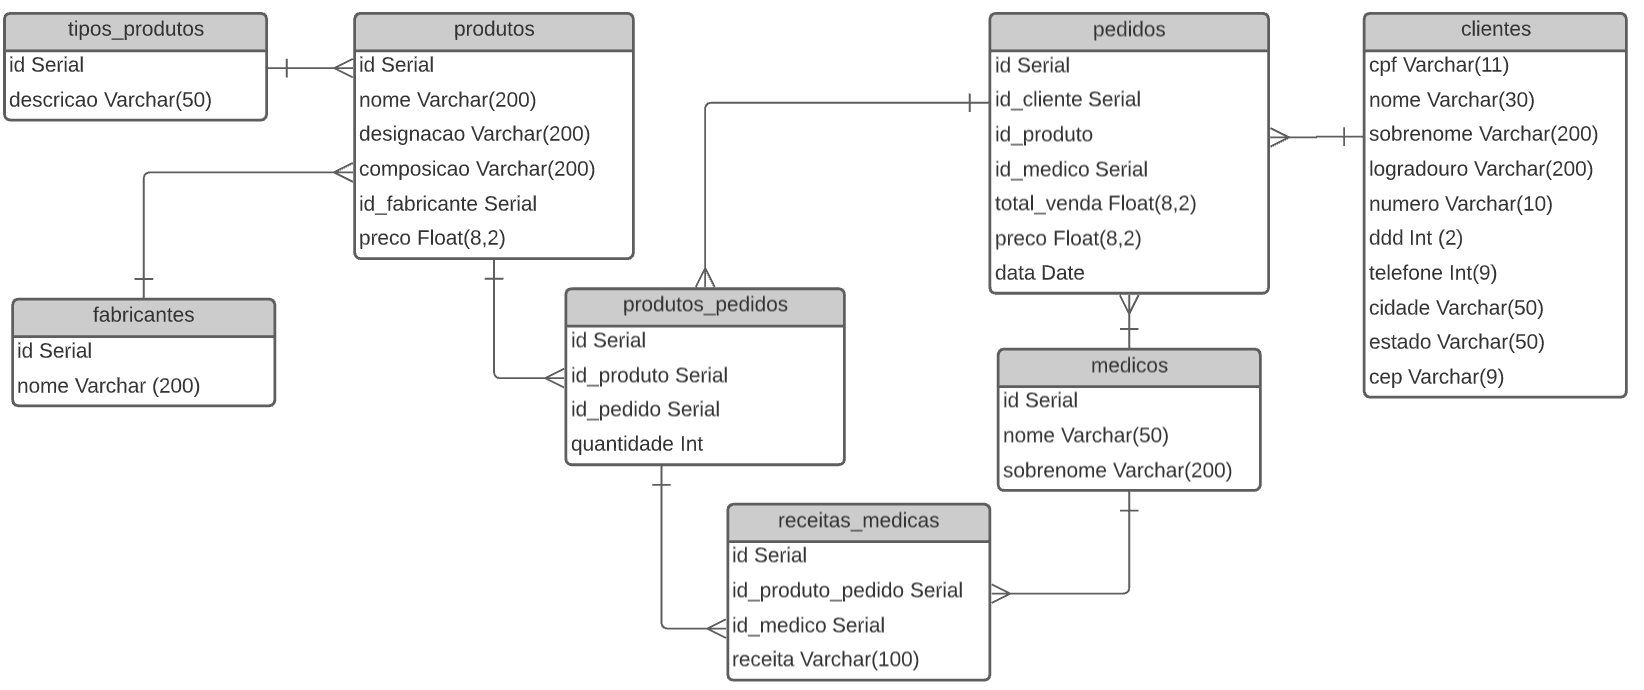 tipos_produtos
id Serial
descricao Varchar(50)
produtos
id Serial
nome Varchar(200)
designacao Varchar(200)
composicao Varchar(200)
id_fabricante Serial
preco Float(8,2)
pedidos
id Serial
id_cliente Serial
id_produto
id_medico Serial
total_venda Float(8,2)
preco Float(8,2)
data Date
clientes
cpf Varchar(11)
nome Varchar(30)
sobrenome Varchar(200)
logradouro Varchar(200)
numero Varchar(10)
ddd Int (2)
telefone Int(9)
cidade Varchar(50)
estado Varchar(50)
cep Varchar(9)
fabricantes
id Serial
nome Varchar (200)
produtos_pedidos
id Serial
id_produto Serial
id_pedido Serial
quantidade Int
medicos
id Serial
nome Varchar(50)
sobrenome Varchar(200)
receitas_medicas
id Serial
id_produto_pedido Serial
id_medico Serial
receita Varchar(100)